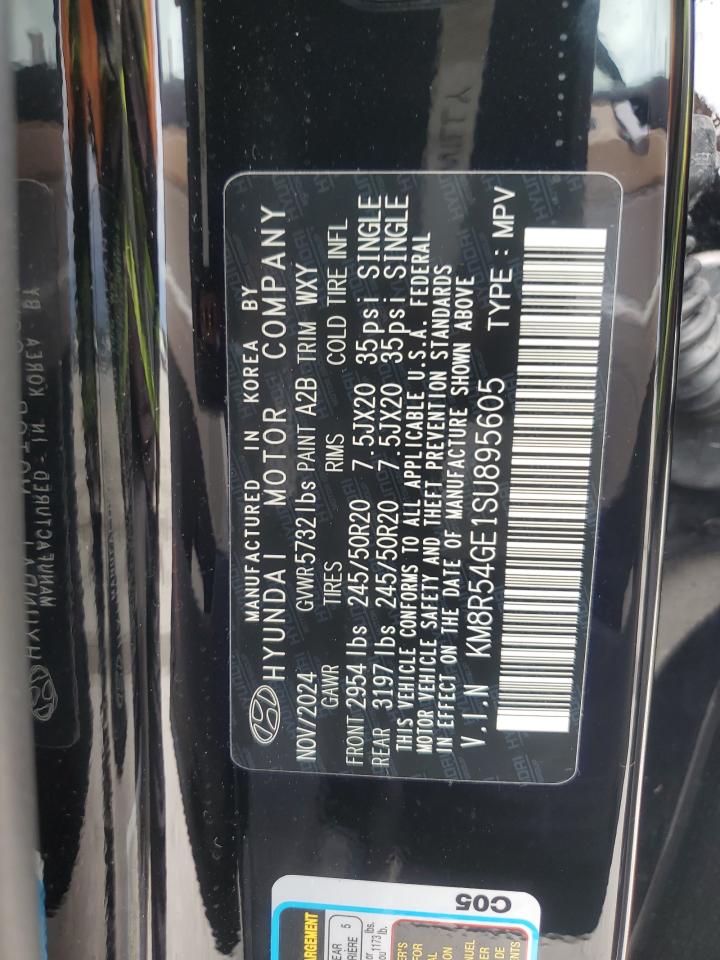 MANUFACTURED IN KOREA BY
HYUNDAI MOTOR COMPANY
NOV/2024 GVWR 5732 lbs PAINT A2B TRIM WXY
GAWR TIRES RIMS COLD TIRE INFL
FRONT 2954 lbs 245/50R20 7.5JX20 35psi SINGLE
REAR 3197 lbs 245/50R20 7.5JX20 35psi SINGLE
THIS VEHICLE CONFORMS TO ALL APPLICABLE U.S.A. FEDERAL
MOTOR VEHICLE SAFETY AND THEFT PREVENTION STANDARDS
IN EFFECT ON THE DATE OF MANUFACTURE SHOWN ABOVE
V.I.N KM8R54GE1SU895605 TYPE : MPV
C05